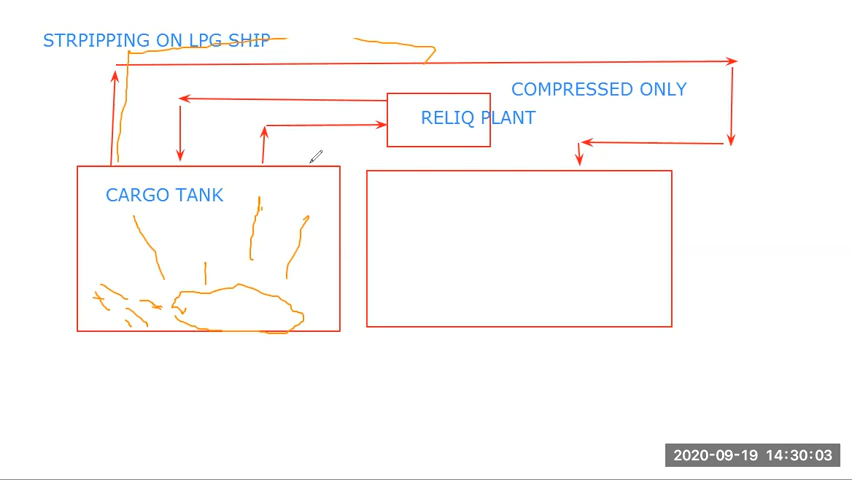 STRPIPPING ON LPG SHIP
COMPRESSED ONLY
RELIQ PLANT
CARGO TANK
2020-09-19 14:30:03